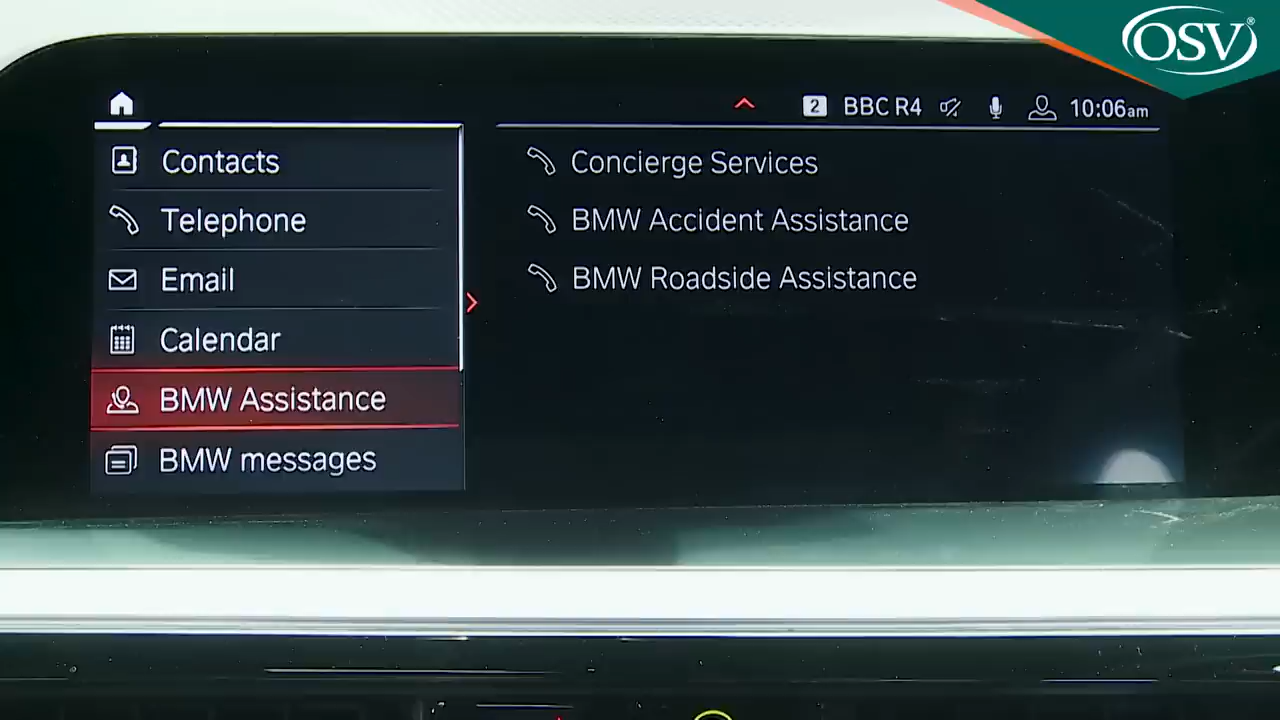 OSV®
2 BBC R4 10:06am
Contacts
Telephone
Email
Calendar
BMW Assistance
BMW messages
Concierge Services
BMW Accident Assistance
BMW Roadside Assistance